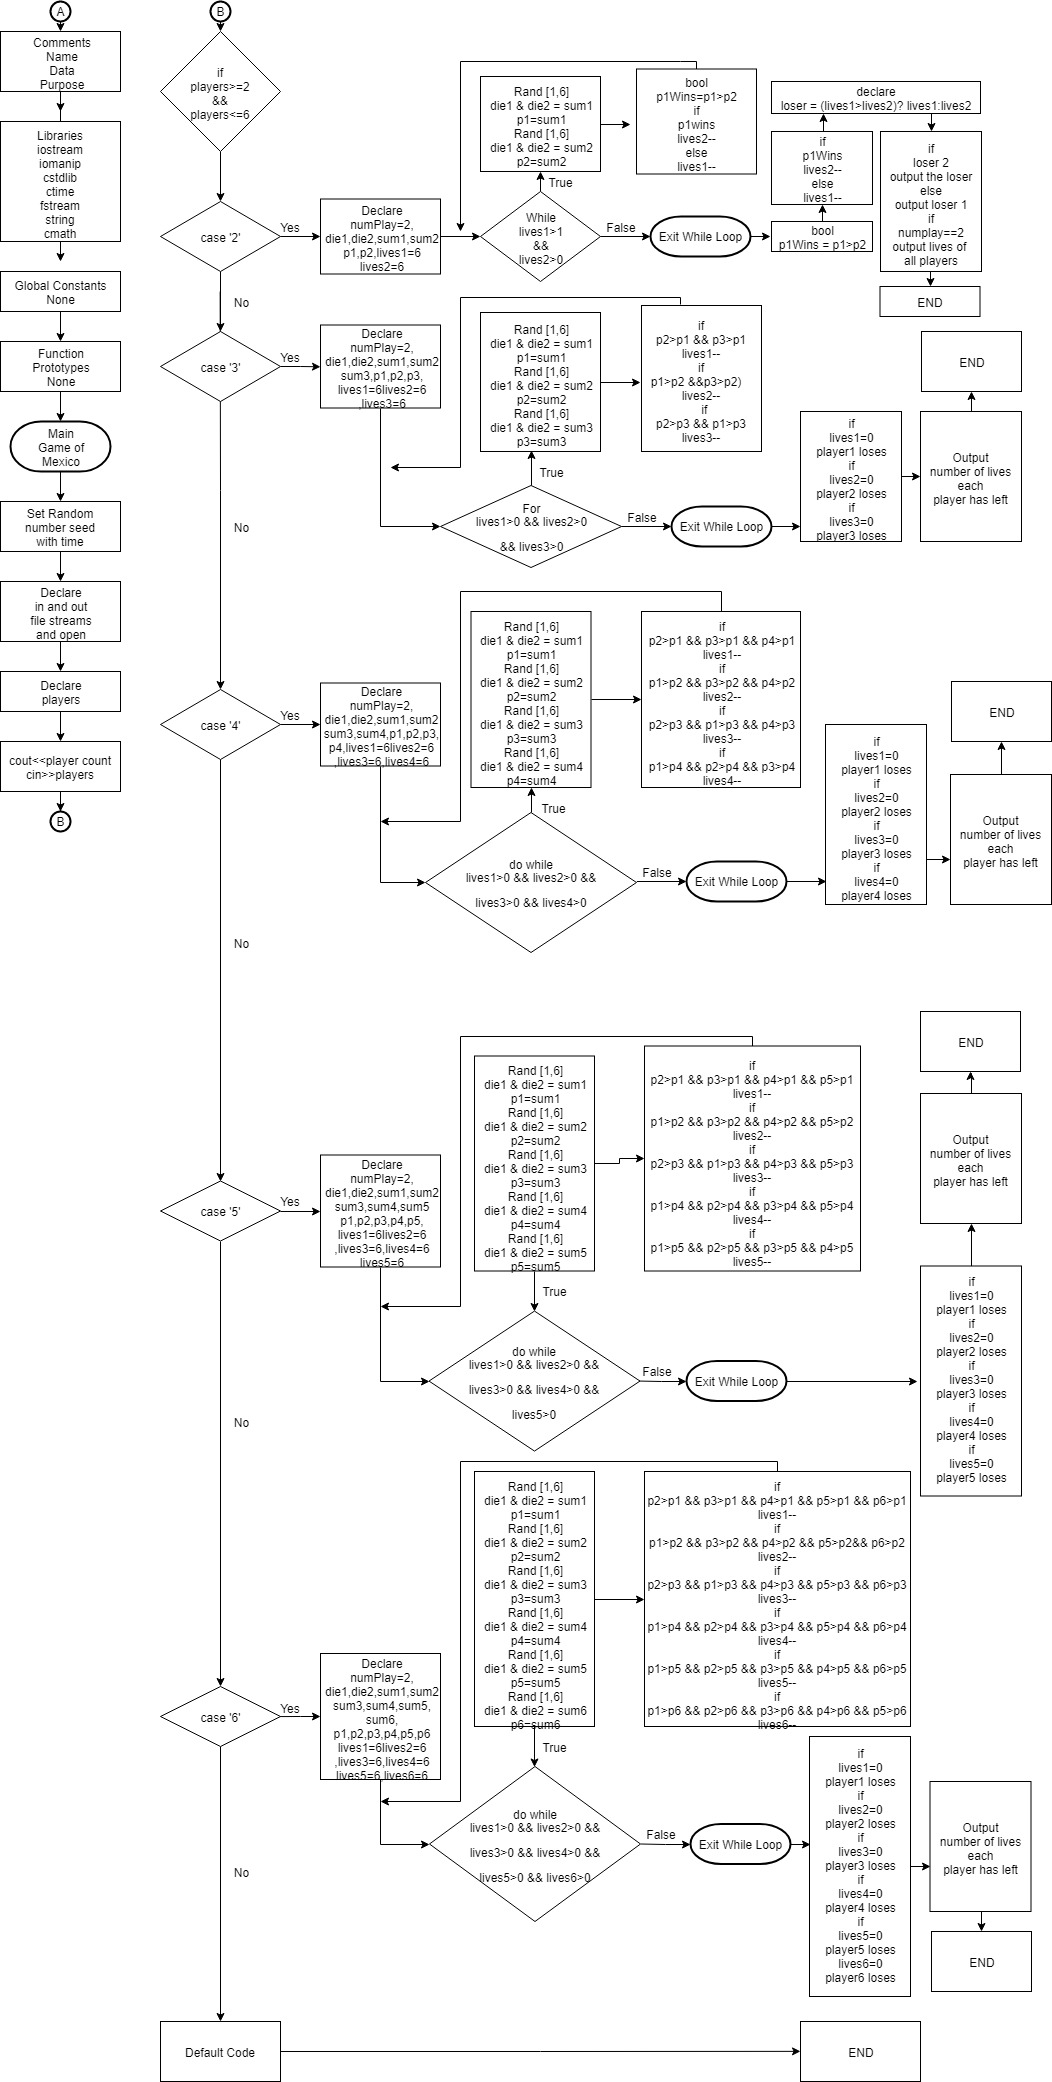 A
Comments
Name
Data
Purpose
Libraries
iostream
iomanip
cstdlib
ctime
fstream
string
cmath
Global Constants
None
Function
Prototypes
None
Main
Game of
Mexico
Set Random
number seed
with time
Declare
in and out
file streams
and open
Declare
players
cout<<player count
cin>>players
B
B
if
players>=2
&&
players<=6
case '2'
Yes
No
Declare
numPlay=2,
die1,die2,sum1,sum2
p1,p2,lives1=6
lives2=6
Rand [1,6]
die1 & die2 = sum1
p1=sum1
Rand [1,6]
die1 & die2 = sum2
p2=sum2
True
While
lives1>1
&&
lives2>0
False
Exit While Loop
bool
p1Wins=p1>p2
if
p1wins
lives2--
else
lives1--
bool
p1Wins = p1>p2
if
p1Wins
lives2--
else
lives1--
declare
loser = (lives1>lives2)? lives1:lives2
if
loser 2
output the loser
else
output loser 1
if
numplay==2
output lives of
all players
END
case '3'
Yes
No
Declare
numPlay=2,
die1,die2,sum1,sum2
sum3,p1,p2,p3,
lives1=6lives2=6
,lives3=6
Rand [1,6]
die1 & die2 = sum1
p1=sum1
Rand [1,6]
die1 & die2 = sum2
p2=sum2
Rand [1,6]
die1 & die2 = sum3
p3=sum3
True
if
p2>p1 && p3>p1
lives1--
if
p1>p2 &&p3>p2)
lives2--
if
p2>p3 && p1>p3
lives3--
For
lives1>0 && lives2>0
&& lives3>0
False
Exit While Loop
if
lives1=0
player1 loses
if
lives2=0
player2 loses
if
lives3=0
player3 loses
Output
number of lives
each
player has left
END
case '4'
Yes
No
Declare
numPlay=2,
die1,die2,sum1,sum2
sum3,sum4,p1,p2,p3,
p4,lives1=6lives2=6
,lives3=6,lives4=6
Rand [1,6]
die1 & die2 = sum1
p1=sum1
Rand [1,6]
die1 & die2 = sum2
p2=sum2
Rand [1,6]
die1 & die2 = sum3
p3=sum3
Rand [1,6]
die1 & die2 = sum4
p4=sum4
True
if
p2>p1 && p3>p1 && p4>p1
lives1--
if
p1>p2 && p3>p2 && p4>p2
lives2--
if
p2>p3 && p1>p3 && p4>p3
lives3--
if
p1>p4 && p2>p4 && p3>p4
lives4--
do while
lives1>0 && lives2>0 &&
lives3>0 && lives4>0
False
Exit While Loop
if
lives1=0
player1 loses
if
lives2=0
player2 loses
if
lives3=0
player3 loses
if
lives4=0
player4 loses
Output
number of lives
each
player has left
END
case '5'
Yes
No
Declare
numPlay=2,
die1,die2,sum1,sum2
sum3,sum4,sum5
p1,p2,p3,p4,p5,
lives1=6lives2=6
,lives3=6,lives4=6
lives5=6
Rand [1,6]
die1 & die2 = sum1
p1=sum1
Rand [1,6]
die1 & die2 = sum2
p2=sum2
Rand [1,6]
die1 & die2 = sum3
p3=sum3
Rand [1,6]
die1 & die2 = sum4
p4=sum4
Rand [1,6]
die1 & die2 = sum5
p5=sum5
True
if
p2>p1 && p3>p1 && p4>p1 && p5>p1
lives1--
if
p1>p2 && p3>p2 && p4>p2 && p5>p2
lives2--
if
p2>p3 && p1>p3 && p4>p3 && p5>p3
lives3--
if
p1>p4 && p2>p4 && p3>p4 && p5>p4
lives4--
if
p1>p5 && p2>p5 && p3>p5 && p4>p5
lives5--
do while
lives1>0 && lives2>0 &&
lives3>0 && lives4>0 &&
lives5>0
False
Exit While Loop
if
lives1=0
player1 loses
if
lives2=0
player2 loses
if
lives3=0
player3 loses
if
lives4=0
player4 loses
if
lives5=0
player5 loses
Output
number of lives
each
player has left
END
case '6'
Yes
No
Declare
numPlay=2,
die1,die2,sum1,sum2
sum3,sum4,sum5,
sum6,
p1,p2,p3,p4,p5,p6
lives1=6lives2=6
,lives3=6,lives4=6
lives5=6,lives6=6
Rand [1,6]
die1 & die2 = sum1
p1=sum1
Rand [1,6]
die1 & die2 = sum2
p2=sum2
Rand [1,6]
die1 & die2 = sum3
p3=sum3
Rand [1,6]
die1 & die2 = sum4
p4=sum4
Rand [1,6]
die1 & die2 = sum5
p5=sum5
Rand [1,6]
die1 & die2 = sum6
p6=sum6
True
if
p2>p1 && p3>p1 && p4>p1 && p5>p1 && p6>p1
lives1--
if
p1>p2 && p3>p2 && p4>p2 && p5>p2&& p6>p2
lives2--
if
p2>p3 && p1>p3 && p4>p3 && p5>p3 && p6>p3
lives3--
if
p1>p4 && p2>p4 && p3>p4 && p5>p4 && p6>p4
lives4--
if
p1>p5 && p2>p5 && p3>p5 && p4>p5 && p6>p5
lives5--
if
p1>p6 && p2>p6 && p3>p6 && p4>p6 && p5>p6
lives6--
do while
lives1>0 && lives2>0 &&
lives3>0 && lives4>0 &&
lives5>0 && lives6>0
False
Exit While Loop
if
lives1=0
player1 loses
if
lives2=0
player2 loses
if
lives3=0
player3 loses
if
lives4=0
player4 loses
if
lives5=0
player5 loses
lives6=0
player6 loses
Output
number of lives
each
player has left
END
Default Code
END